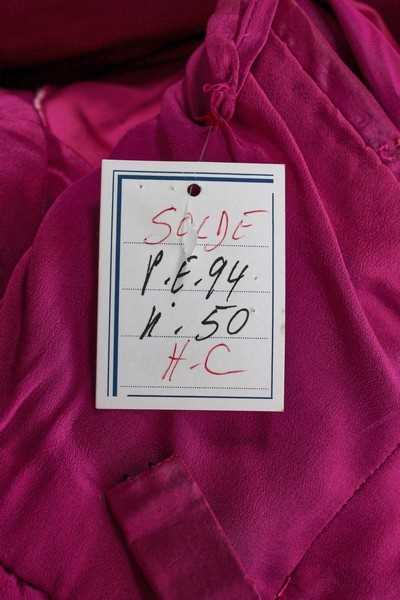 SOLDE
P.E.94.
n. 50
H-C